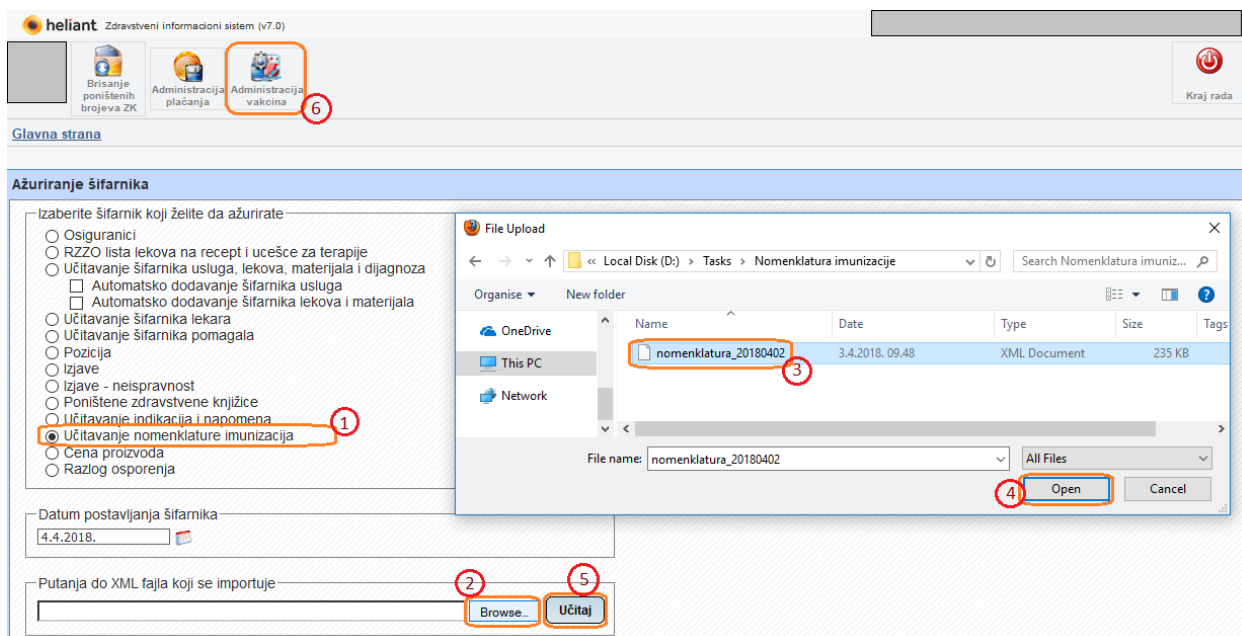 heliant Zdravstveni informacioni sistem (v7.0)
Brisanje
poništenih
brojeva ZK
Administracija
plaćanja
Administracija
vakcina
6
Kraj rada
Glavna strana
Ažuriranje šifarnika
Izaberite šifarnik koji želite da ažurirate
Osiguranici
RZZO lista lekova na recept i ucešce za terapije
Učitavanje šifarnika usluga, lekova, materijala i dijagnoza
Automatsko dodavanje šifarnika usluga
Automatsko dodavanje šifarnika lekova i materijala
Učitavanje šifarnika lekara
Učitavanje šifarnika pomagala
Pozicija
Izjave
Izjave - neispravnost
Poništene zdravstvene knjižice
Učitavanje indikacija i napomena
1
Učitavanje nomenklature imunizacija
Cena proizvoda
Razlog osporenja
File Upload
« Local Disk (D:) > Tasks > Nomenklatura imunizacije
Search Nomenklatura imuniz...
Organise
New folder
OneDrive
This PC
Network
Name Date Type Size Tags
nomenklatura_20180402 3.4.2018. 09.48 XML Document 235 KB
3
File name: nomenklatura_20180402 All Files
4
Open Cancel
Datum postavljanja šifarnika
4.4.2018.
Putanja do XML fajla koji se importuje
2
5
Browse...
Učitaj